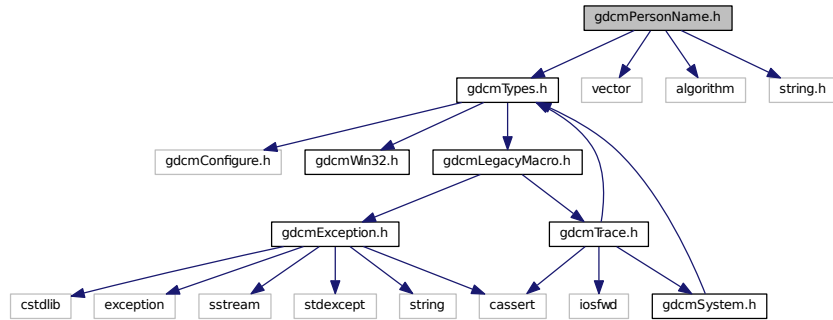 gdcmPersonName.h
gdcmTypes.h
vector
algorithm
string.h
gdcmConfigure.h
gdcmWin32.h
gdcmLegacyMacro.h
gdcmException.h
gdcmTrace.h
cstdlib
exception
sstream
stdexcept
string
cassert
iosfwd
gdcmSystem.h